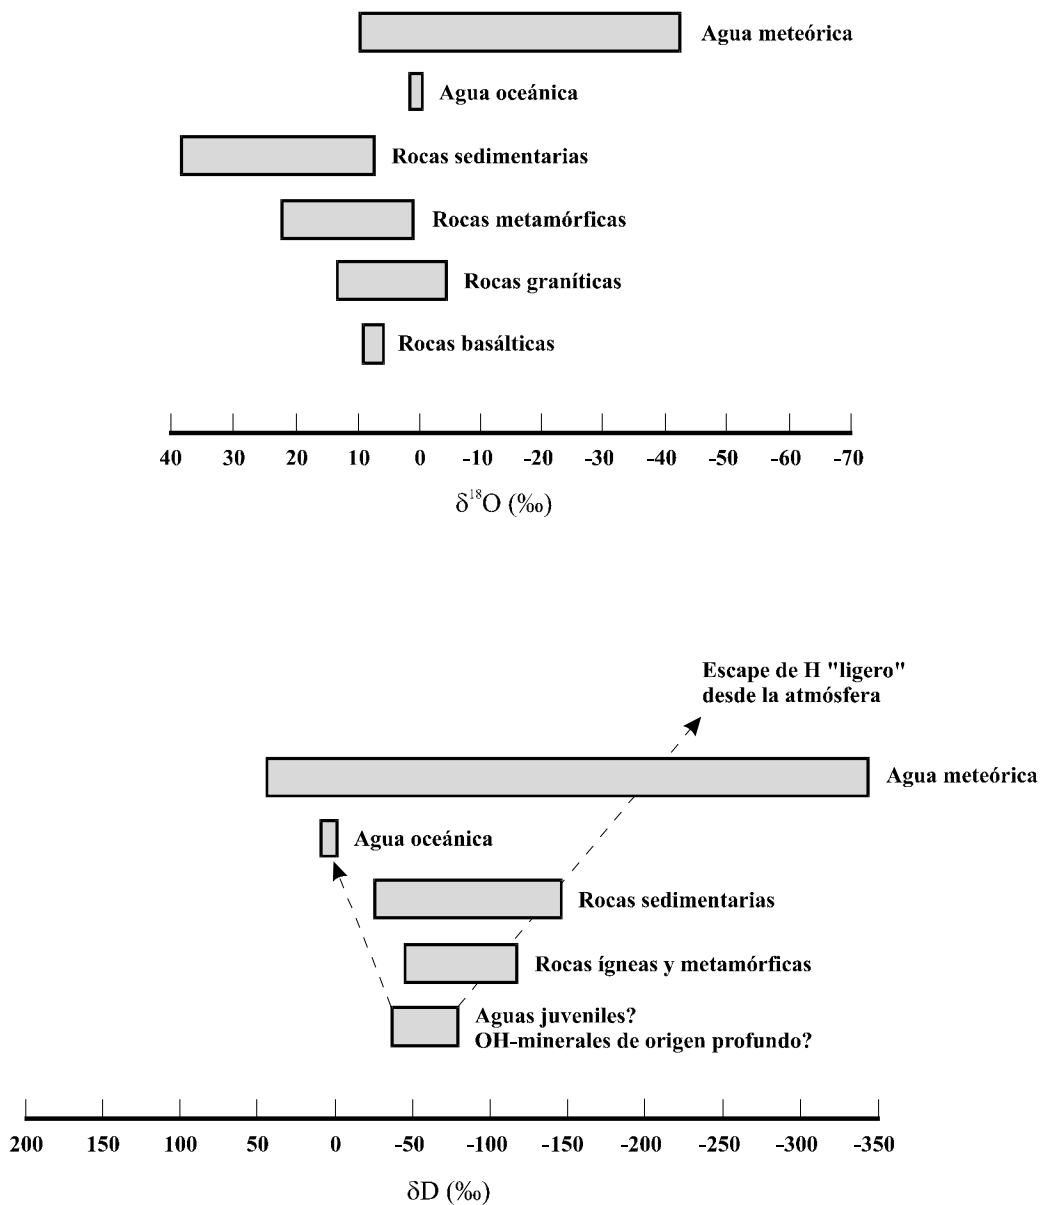 Agua meteórica
Agua oceánica
Rocas sedimentarias
Rocas metamórficas
Rocas graníticas
Rocas basálticas
40 30 20 10 0 -10 -20 -30 -40 -50 -60 -70
δ¹⁸O (‰)
Escape de H "ligero"
desde la atmósfera
Agua meteórica
Agua oceánica
Rocas sedimentarias
Rocas ígneas y metamórficas
Aguas juveniles?
OH-minerales de origen profundo?
200 150 100 50 0 -50 -100 -150 -200 -250 -300 -350
δD (‰)